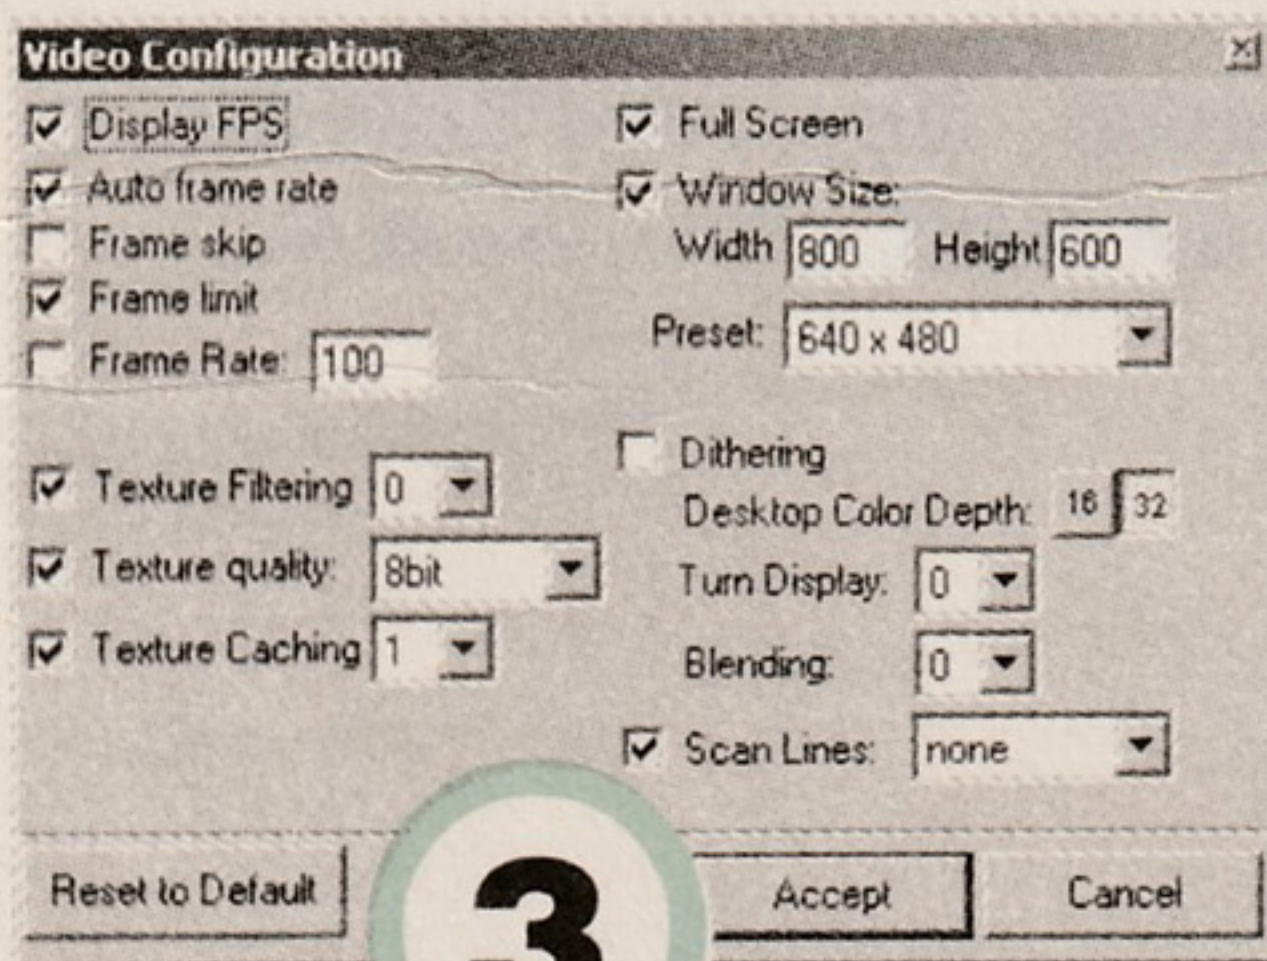 Video Configuration
Display FPS
Auto frame rate
Frame skip
Frame limit
Frame Rate: 100
Texture Filtering 0
Texture quality: 8bit
Texture Caching 1
Full Screen
Window Size:
Width 800 Height 600
Preset: 640 x 480
Dithering
Desktop Color Depth: 16 32
Turn Display: 0
Blending: 0
Scan Lines: none
Reset to Default
3
Accept
Cancel